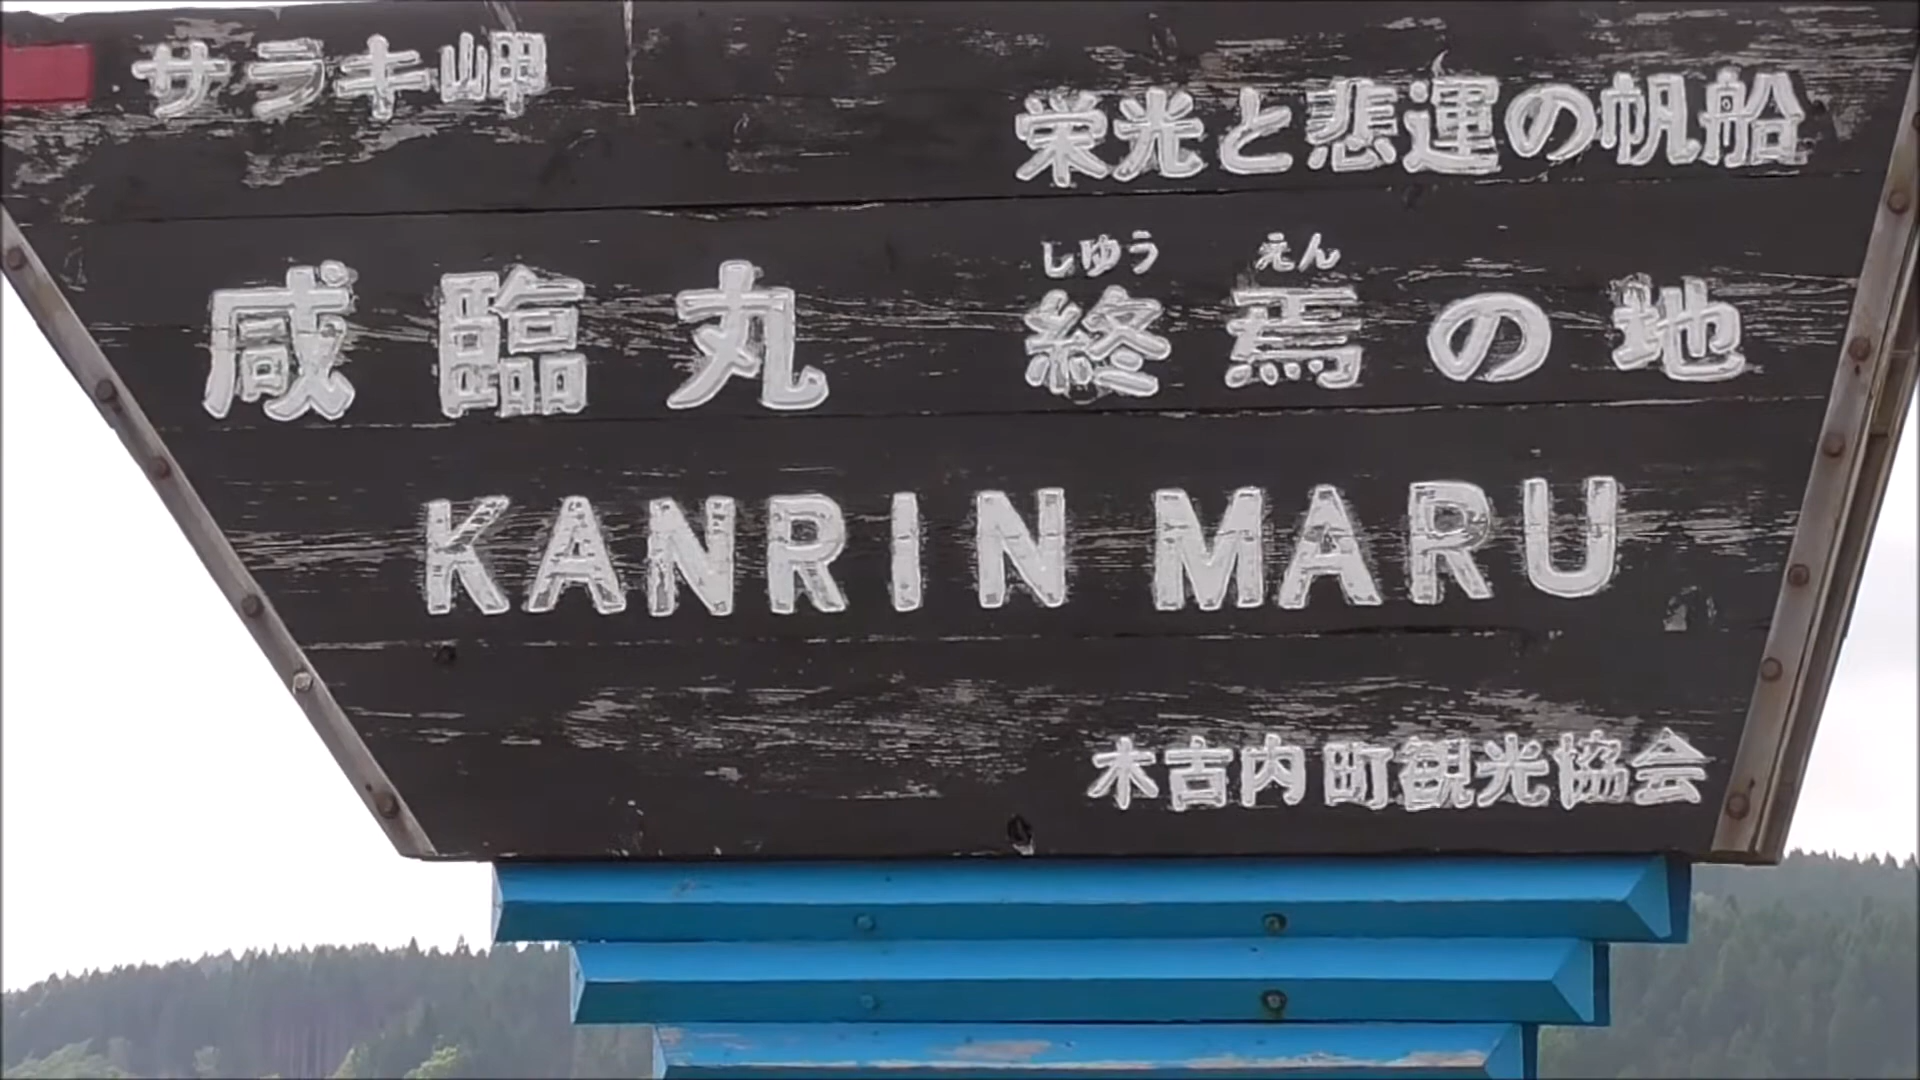 サラキ岬
栄光と悲運の帆船
しゆう えん
咸臨丸 終焉の地
KANRIN MARU
木古内町観光協会